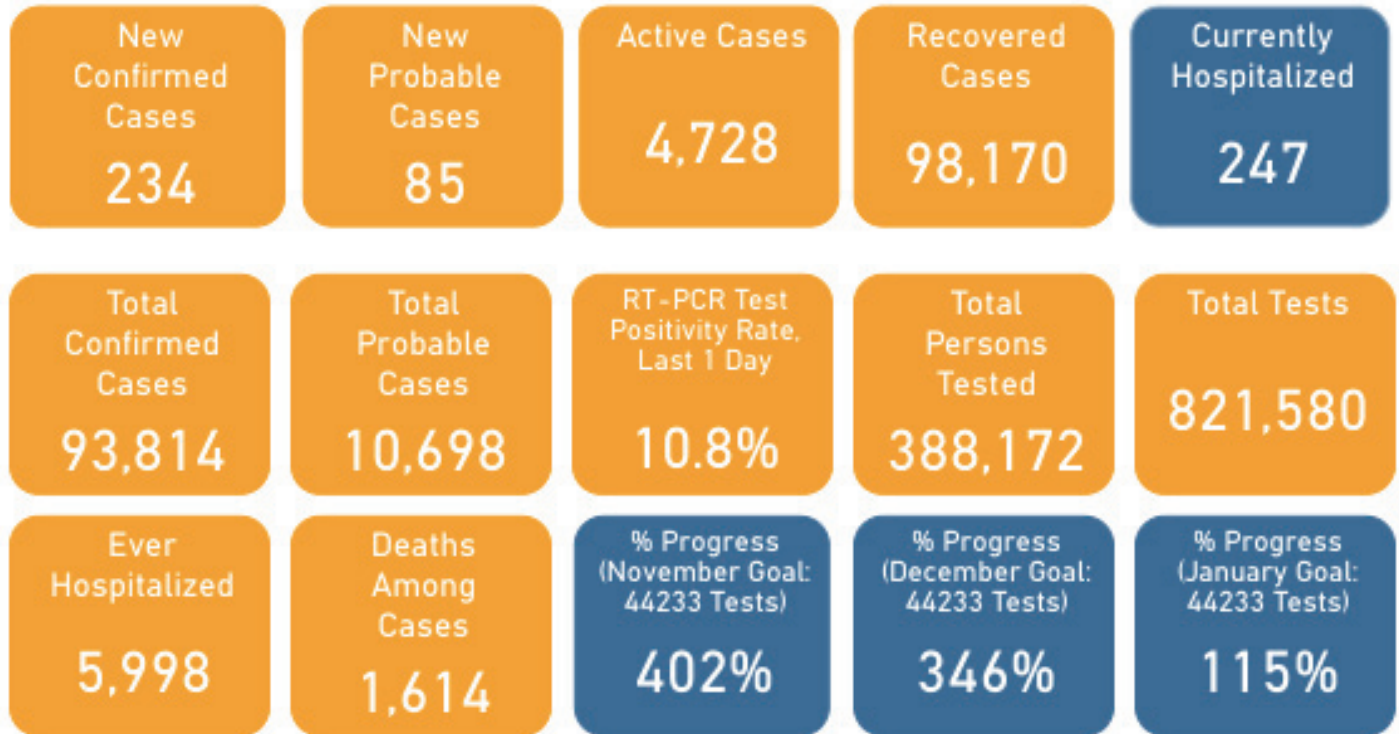 New
Confirmed
Cases
234
New
Probable
Cases
85
Active Cases
4,728
Recovered
Cases
98,170
Currently
Hospitalized
247
Total
Confirmed
Cases
93,814
Total
Probable
Cases
10,698
RT-PCR Test
Positivity Rate,
Last 1 Day
10.8%
Total
Persons
Tested
388,172
Total Tests
821,580
Ever
Hospitalized
5,998
Deaths
Among
Cases
1,614
% Progress
(November Goal:
44233 Tests)
402%
% Progress
(December Goal:
44233 Tests)
346%
% Progress
(January Goal:
44233 Tests)
115%